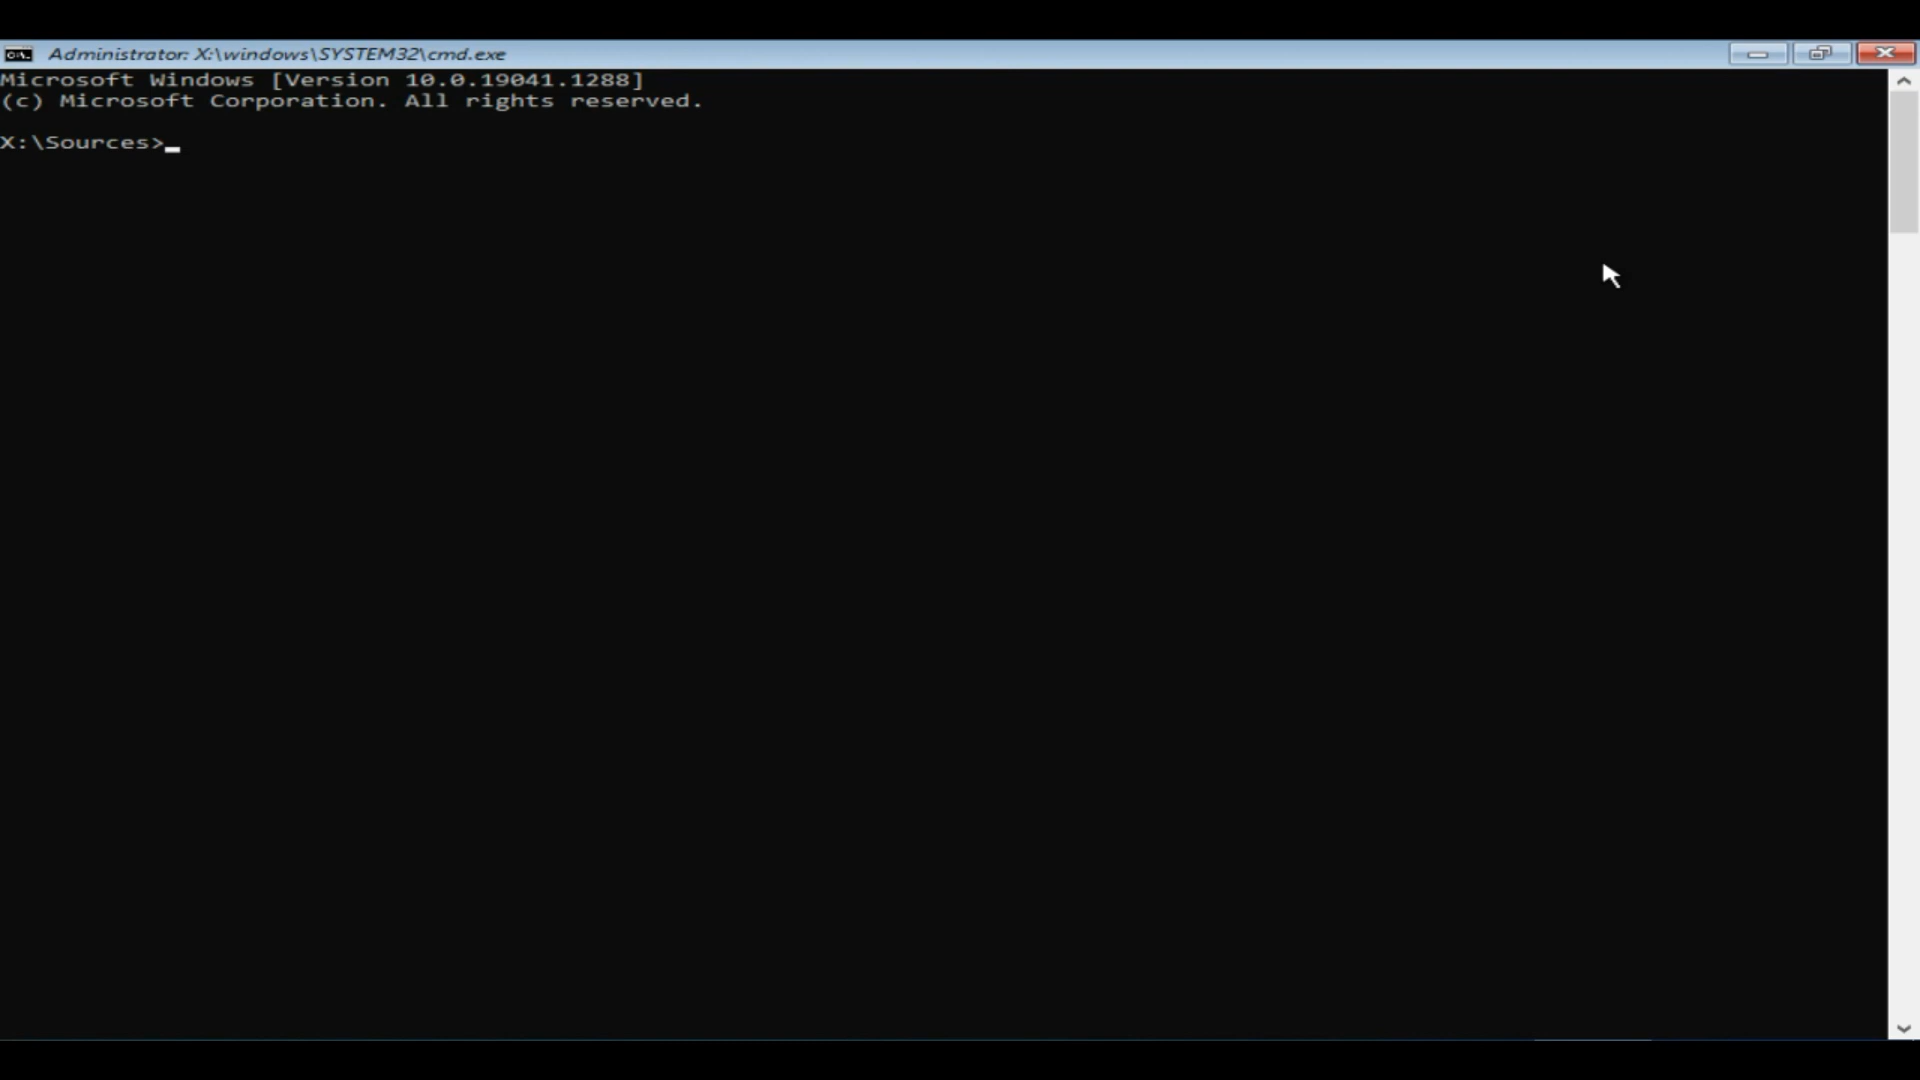 Administrator: X:\windows\SYSTEM32\cmd.exe
Microsoft Windows [Version 10.0.19041.1288]
(c) Microsoft Corporation. All rights reserved.
X:\Sources>